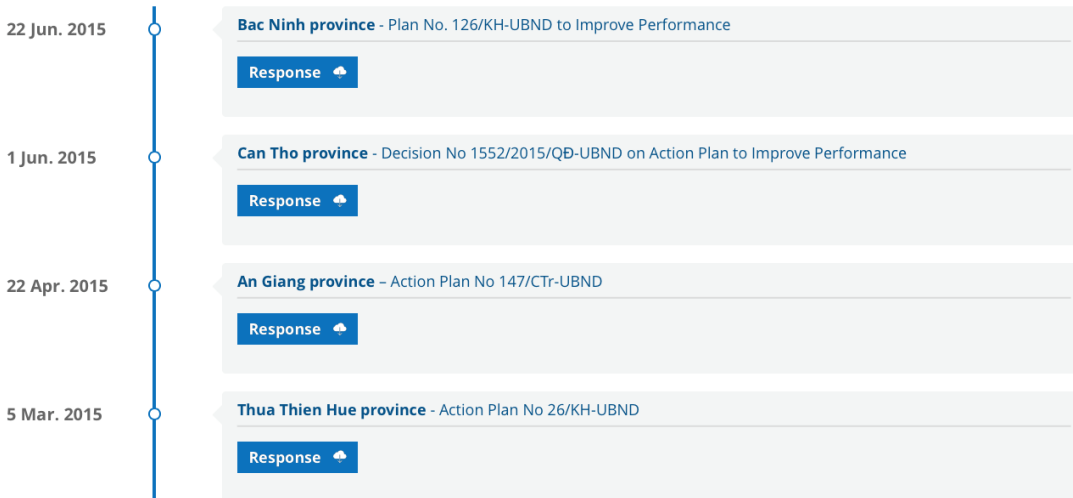 22 Jun. 2015
Bac Ninh province - Plan No. 126/KH-UBND to Improve Performance
Response
1 Jun. 2015
Can Tho province - Decision No 1552/2015/QĐ-UBND on Action Plan to Improve Performance
Response
22 Apr. 2015
An Giang province – Action Plan No 147/CTr-UBND
Response
5 Mar. 2015
Thua Thien Hue province - Action Plan No 26/KH-UBND
Response